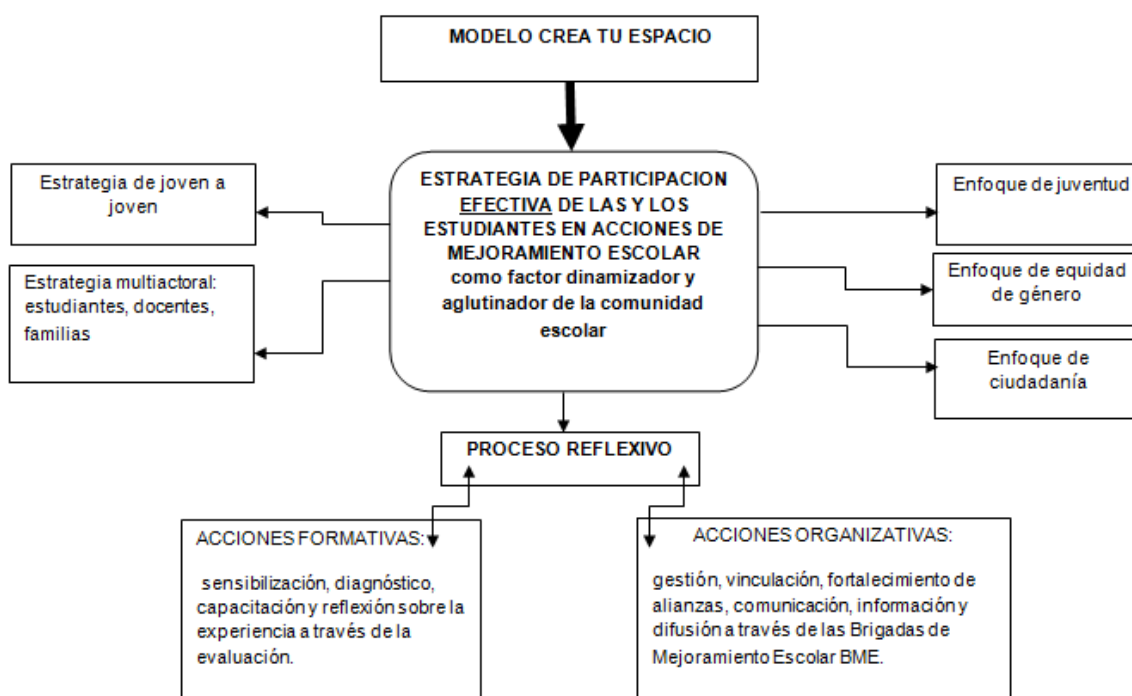 MODELO CREA TU ESPACIO
ESTRATEGIA DE PARTICIPACION
EFECTIVA DE LAS Y LOS
ESTUDIANTES EN ACCIONES DE
MEJORAMIENTO ESCOLAR
como factor dinamizador y
aglutinador de la comunidad
escolar
Estrategia de joven a
joven
Estrategia multiactoral:
estudiantes, docentes,
familias
Enfoque de juventud
Enfoque de equidad
de género
Enfoque de
ciudadanía
PROCESO REFLEXIVO
ACCIONES FORMATIVAS:
sensibilización, diagnóstico,
capacitación y reflexión sobre la
experiencia a través de la
evaluación.
ACCIONES ORGANIZATIVAS:
gestión, vinculación, fortalecimiento de
alianzas, comunicación, información y
difusión a través de las Brigadas de
Mejoramiento Escolar BME.